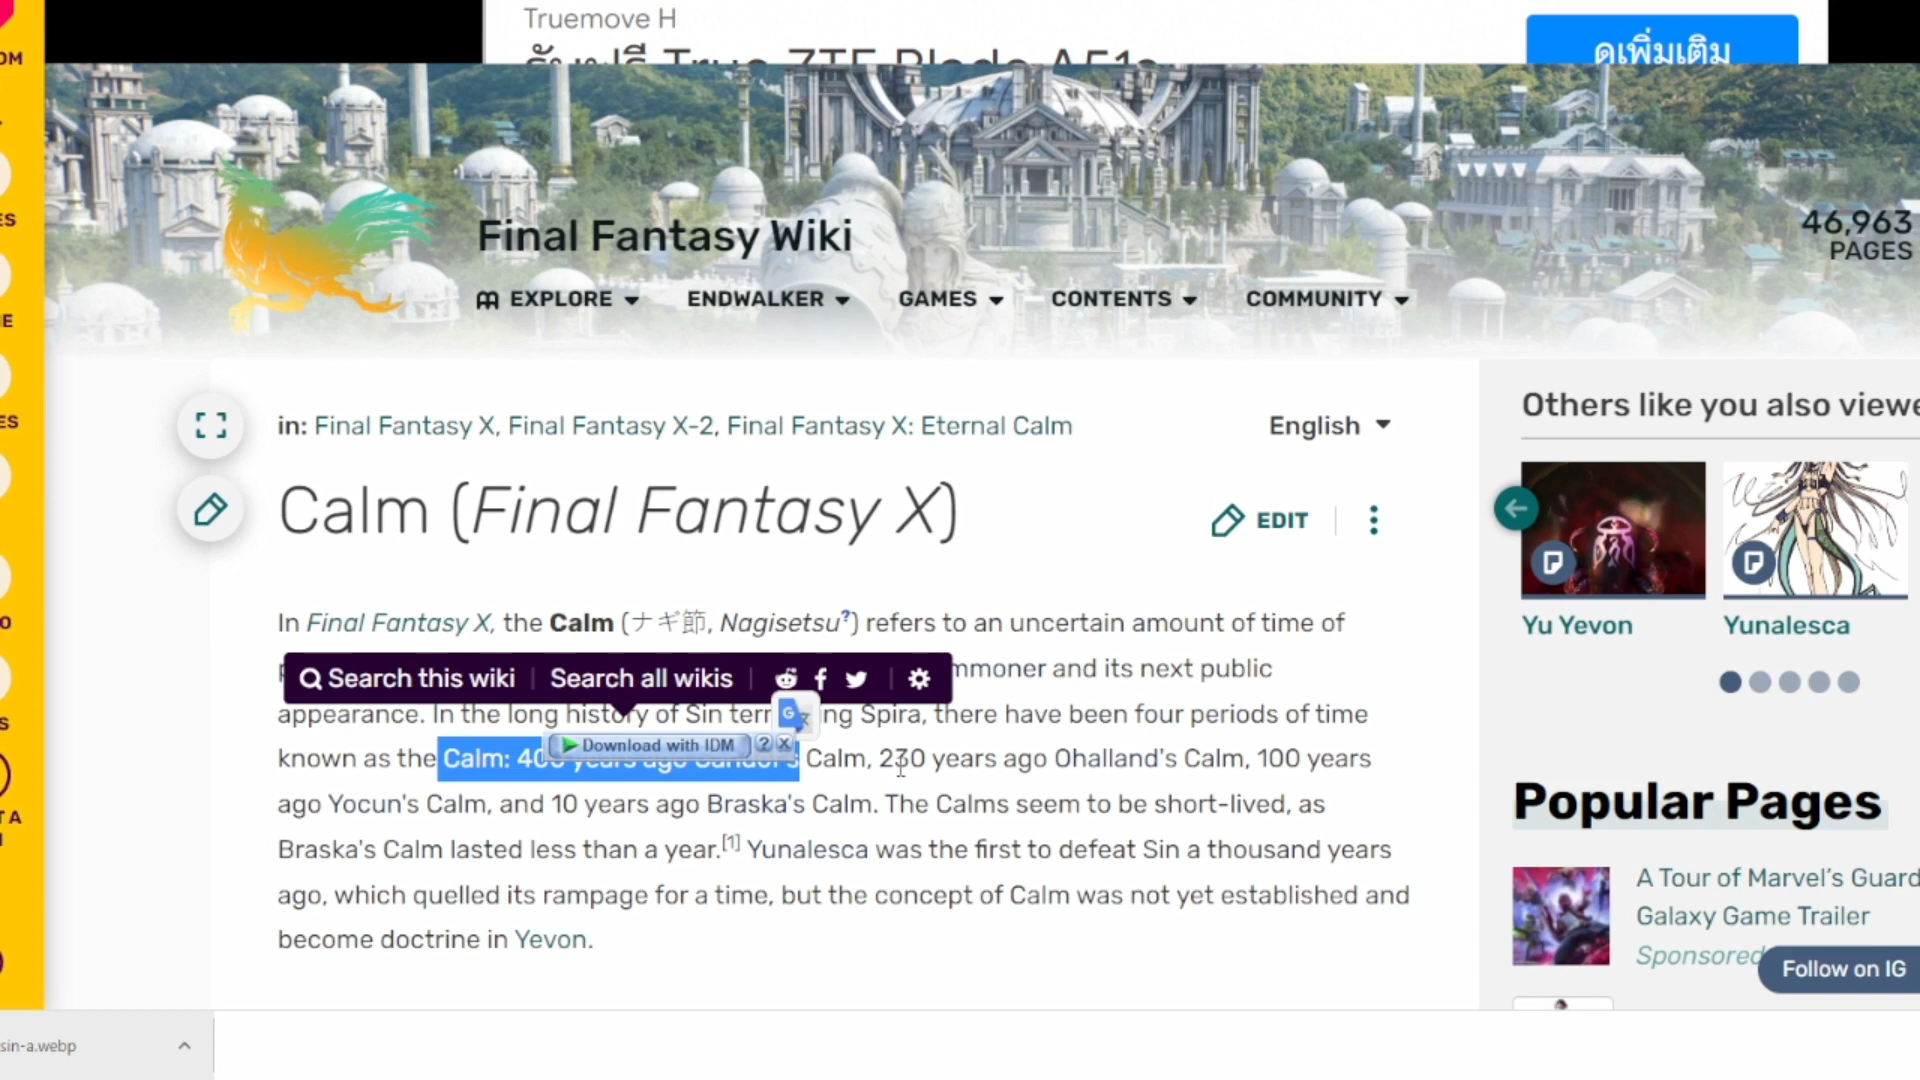 Truemove H
ดูเพิ่มเติม
Final Fantasy Wiki
46,963
PAGES
EXPLORE
ENDWALKER
GAMES
CONTENTS
COMMUNITY
in: Final Fantasy X, Final Fantasy X-2, Final Fantasy X: Eternal Calm
English
Others like you also viewe
Calm (Final Fantasy X)
EDIT
Yu Yevon
Yunalesca
In Final Fantasy X, the Calm (ナギ節, Nagisetsu?) refers to an uncertain amount of time of
Search this wiki
Search all wikis
mmoner and its next public
appearance. In the long history of Sin terr ng Spira, there have been four periods of time
Download with IDM ? X
known as the Calm: 400 years ago Gandof's Calm, 230 years ago Ohalland's Calm, 100 years
ago Yocun's Calm, and 10 years ago Braska's Calm. The Calms seem to be short-lived, as
Braska's Calm lasted less than a year.[1] Yunalesca was the first to defeat Sin a thousand years
ago, which quelled its rampage for a time, but the concept of Calm was not yet established and
become doctrine in Yevon.
Popular Pages
A Tour of Marvel's Guard
Galaxy Game Trailer
Sponsored
Follow on IG
sin-a.webp